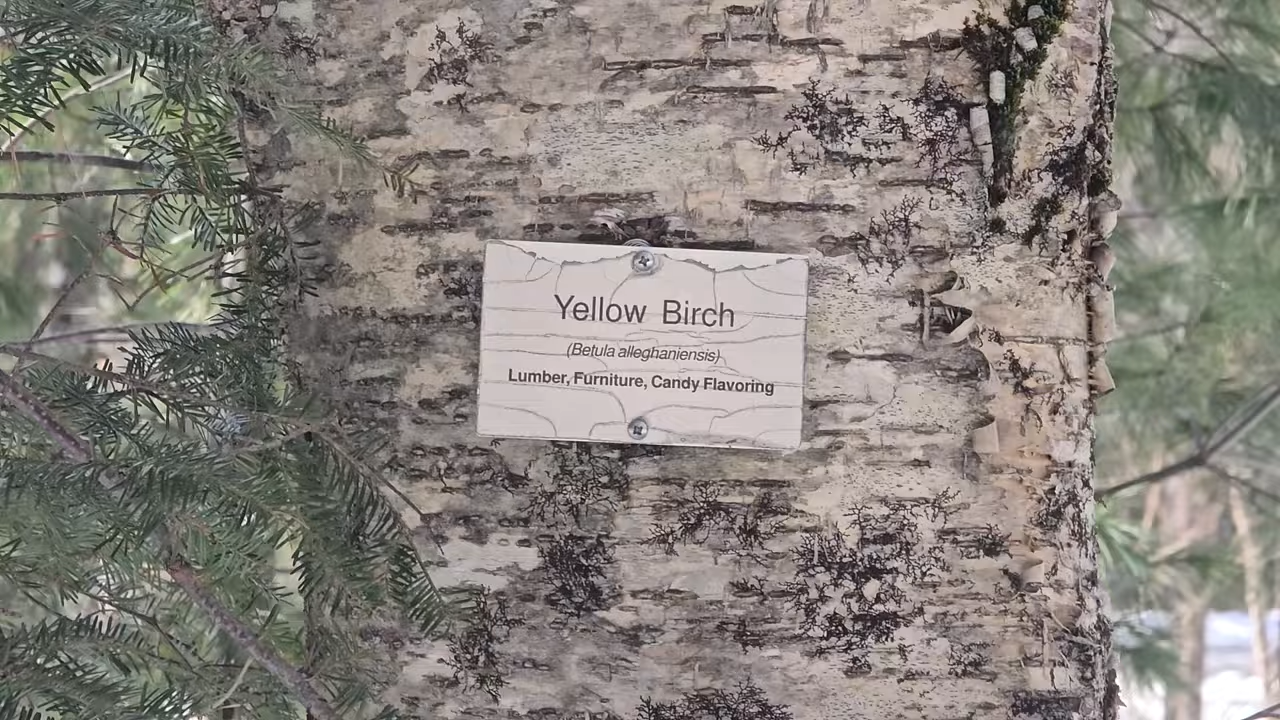 Yellow Birch
(Betula alleghaniensis)
Lumber, Furniture, Candy Flavoring